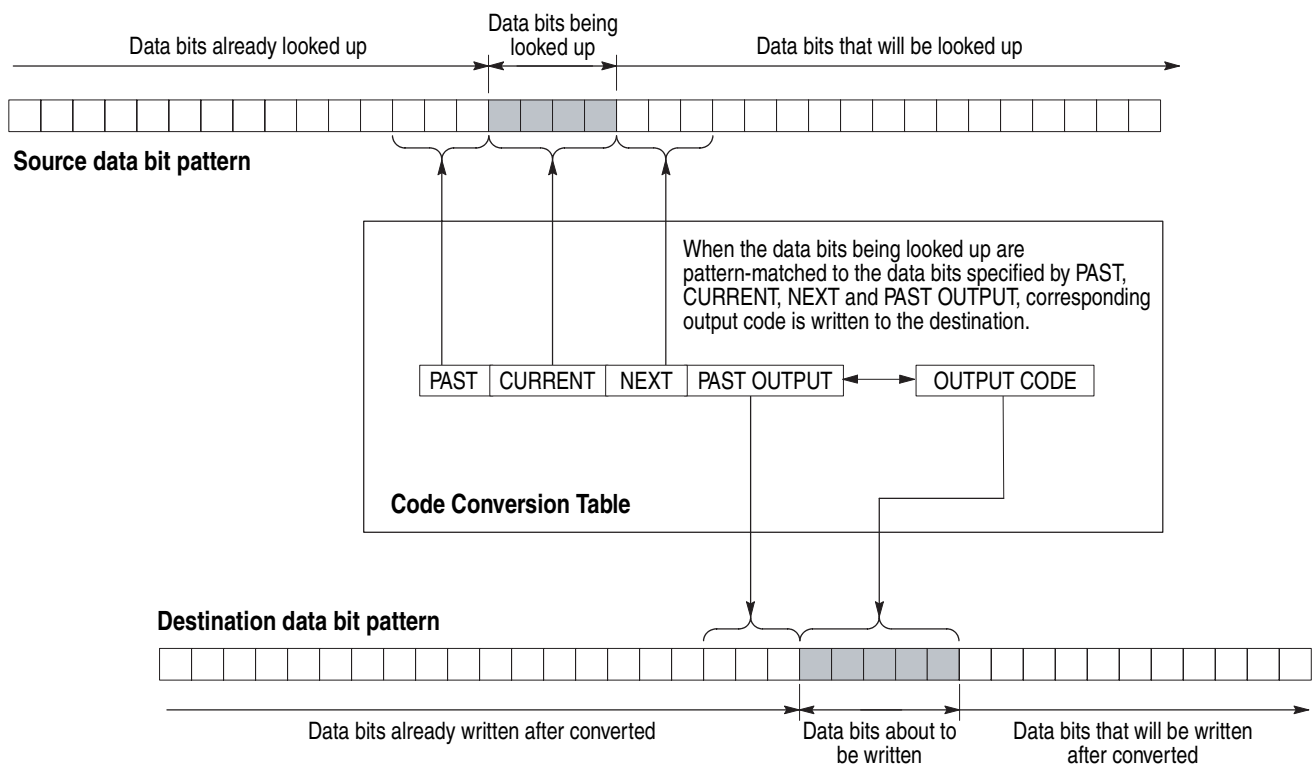 Data bits already looked up
Data bits being
looked up
Data bits that will be looked up
Source data bit pattern
When the data bits being looked up are
pattern-matched to the data bits specified by PAST,
CURRENT, NEXT and PAST OUTPUT, corresponding
output code is written to the destination.
PAST CURRENT NEXT PAST OUTPUT OUTPUT CODE
Code Conversion Table
Destination data bit pattern
Data bits already written after converted
Data bits about to
be written
Data bits that will be written
after converted